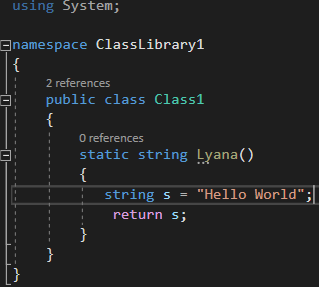 using System;
namespace ClassLibrary1
{
2 references
public class Class1
{
0 references
static string Lyana()
{
string s = "Hello World";
return s;
}
}
}